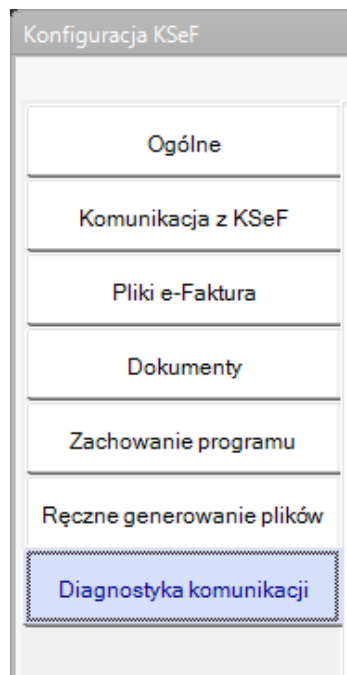 Konfiguracja KSeF
Ogólne
Komunikacja z KSeF
Pliki e-Faktura
Dokumenty
Zachowanie programu
Ręczne generowanie plików
Diagnostyka komunikacji